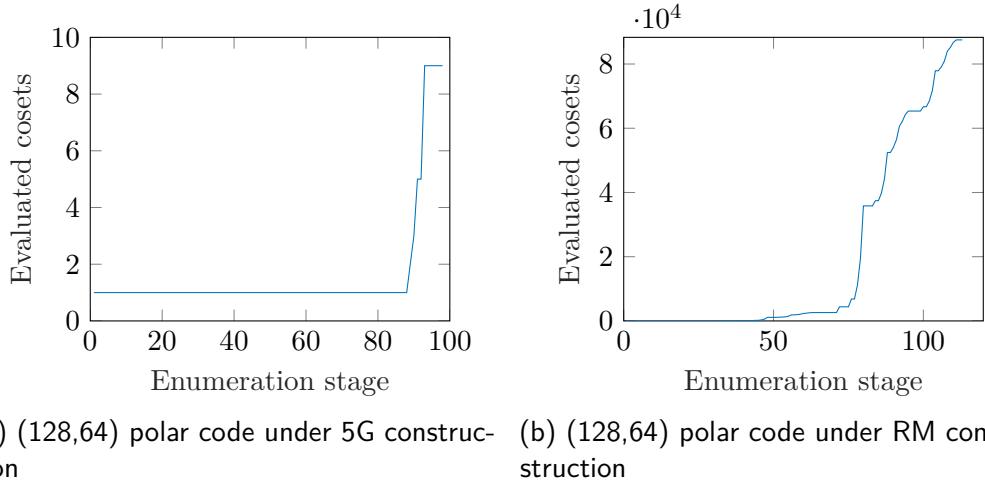 10
8
6
4
2
0
0 20 40 60 80 100
Evaluated cosets
Enumeration stage
) (128,64) polar code under 5G construc-
on
·10⁴
8
6
4
2
0
0 50 100
Evaluated cosets
Enumeration stage
(b) (128,64) polar code under RM con
struction